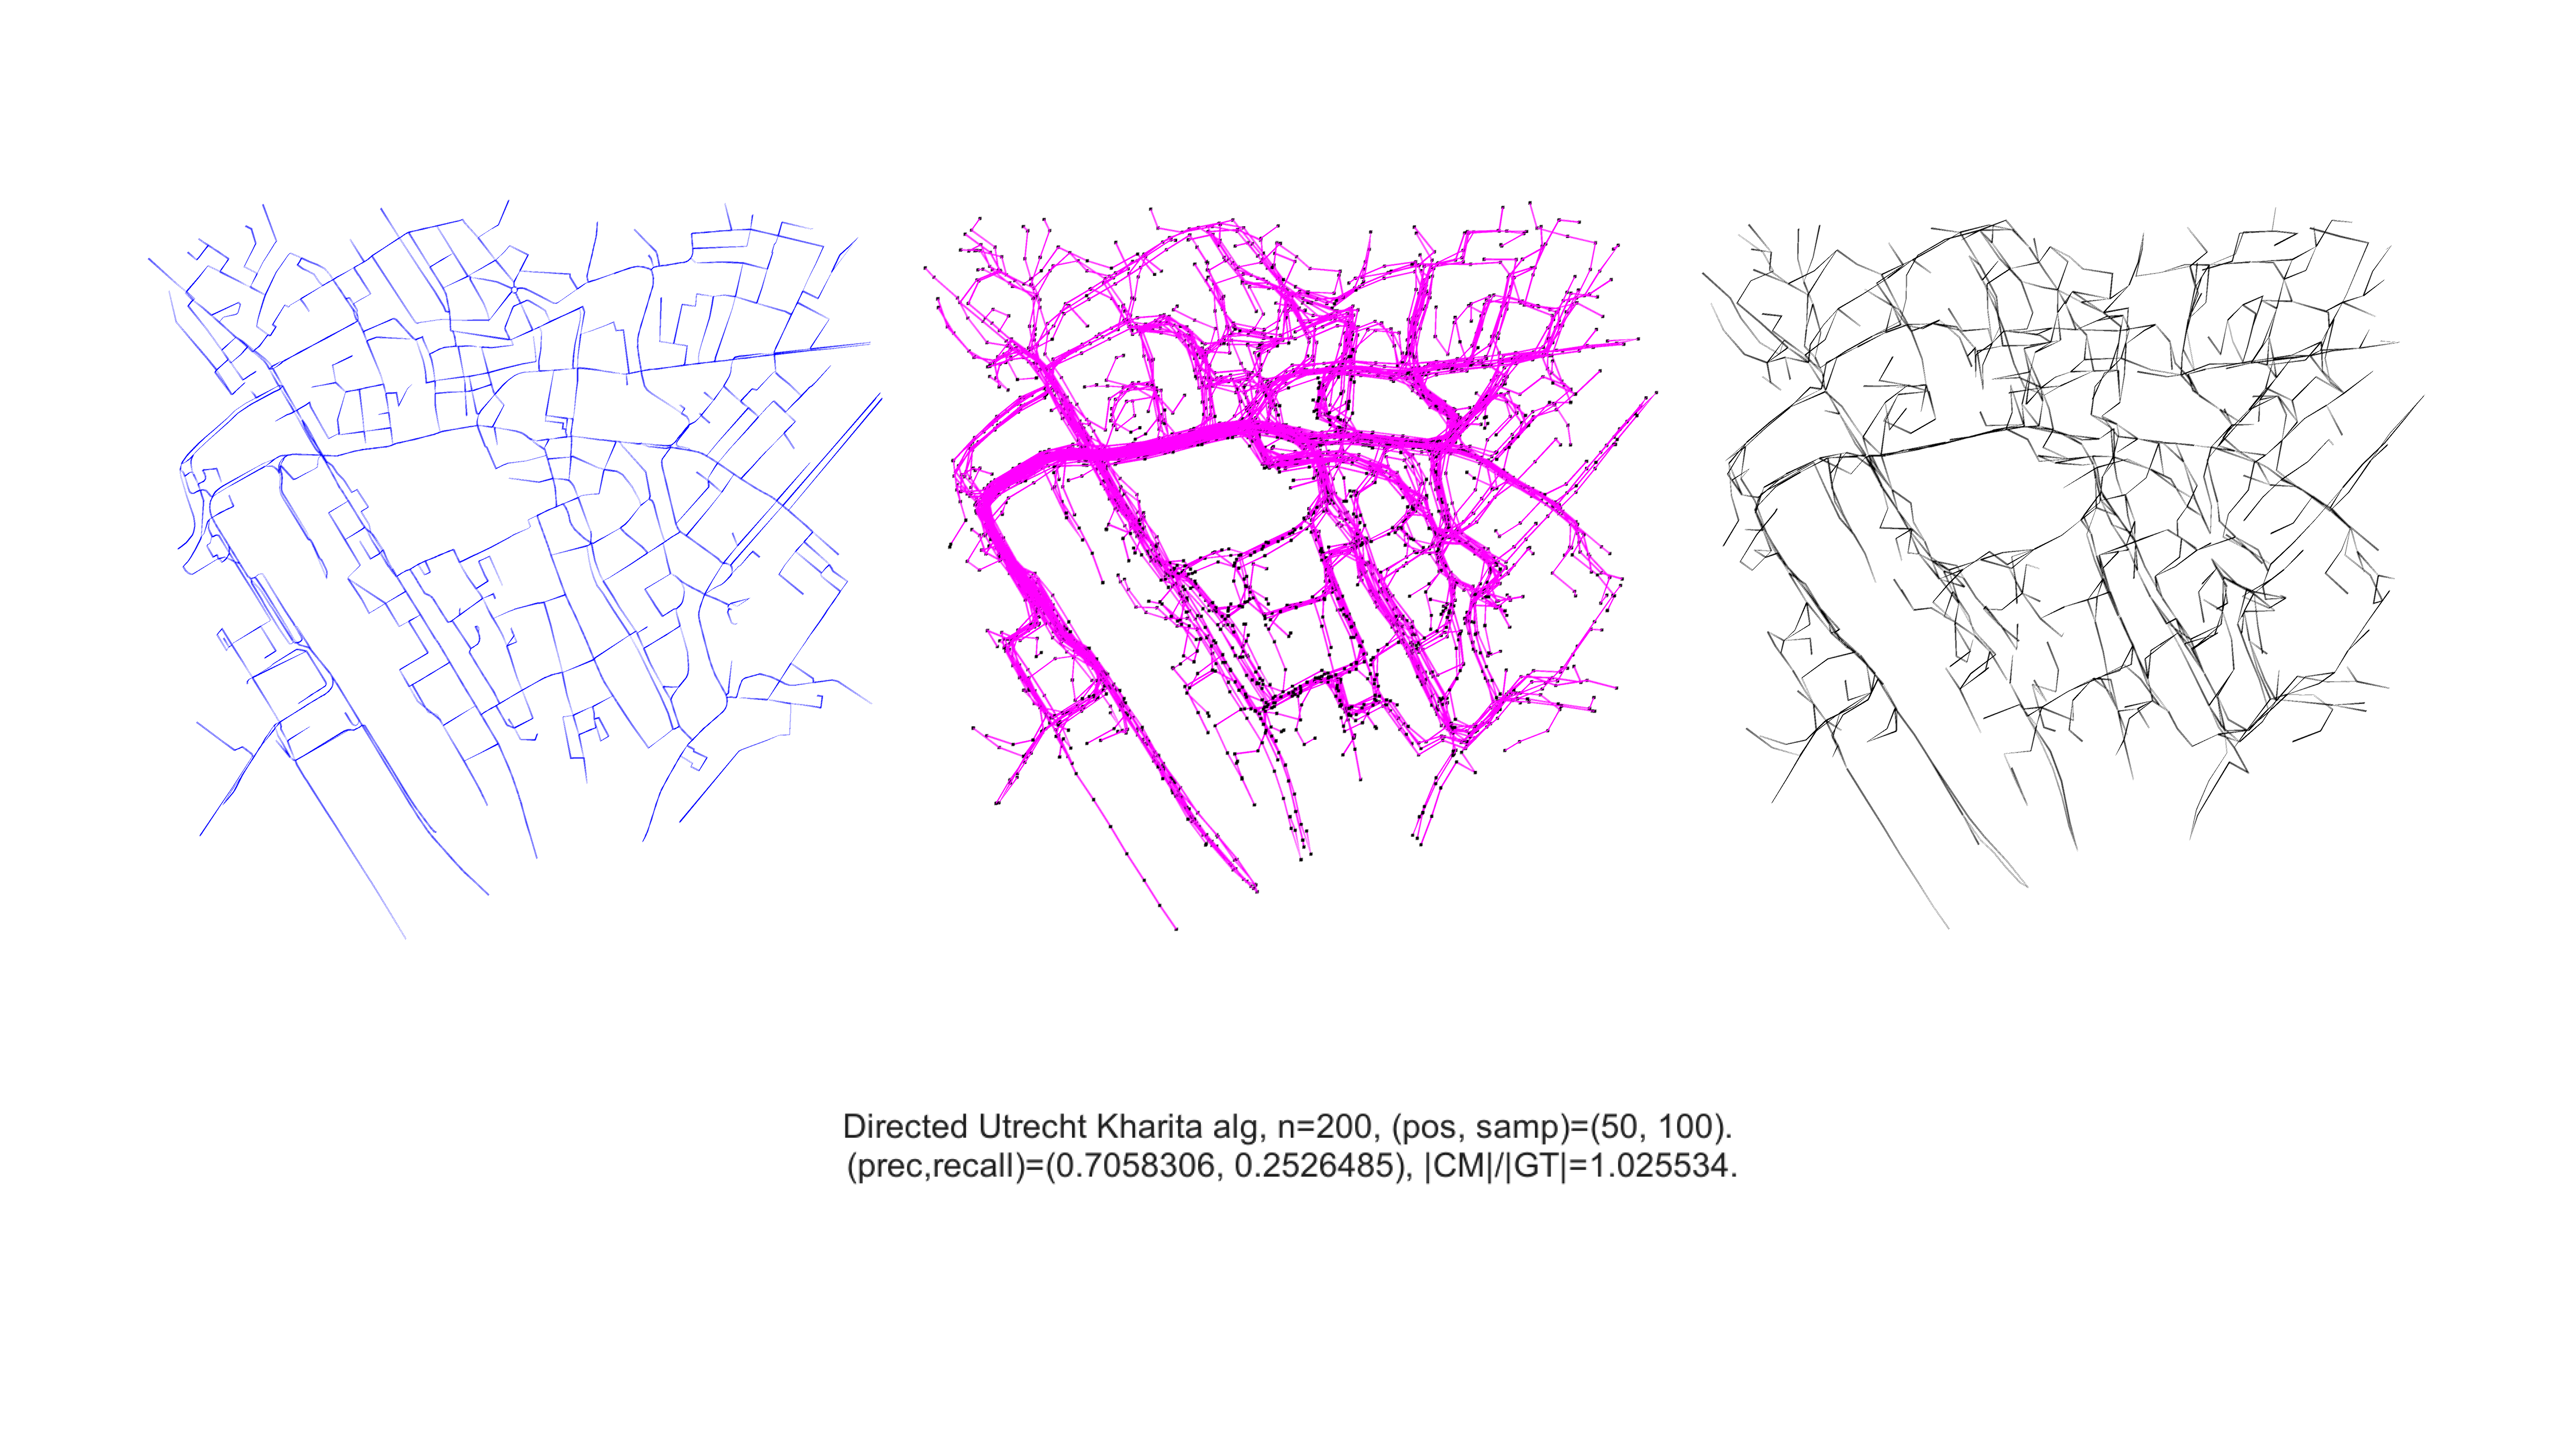 Directed Utrecht Kharita alg, n=200, (pos, samp)=(50, 100).
(prec,recall)=(0.7058306, 0.2526485), |CM|/|GT|=1.025534.